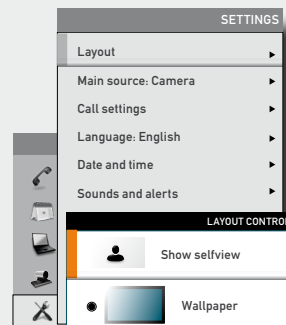 SETTINGS
Layout
Main source: Camera
Call settings
Language: English
Date and time
Sounds and alerts
LAYOUT CONTROL
Show selfview
Wallpaper